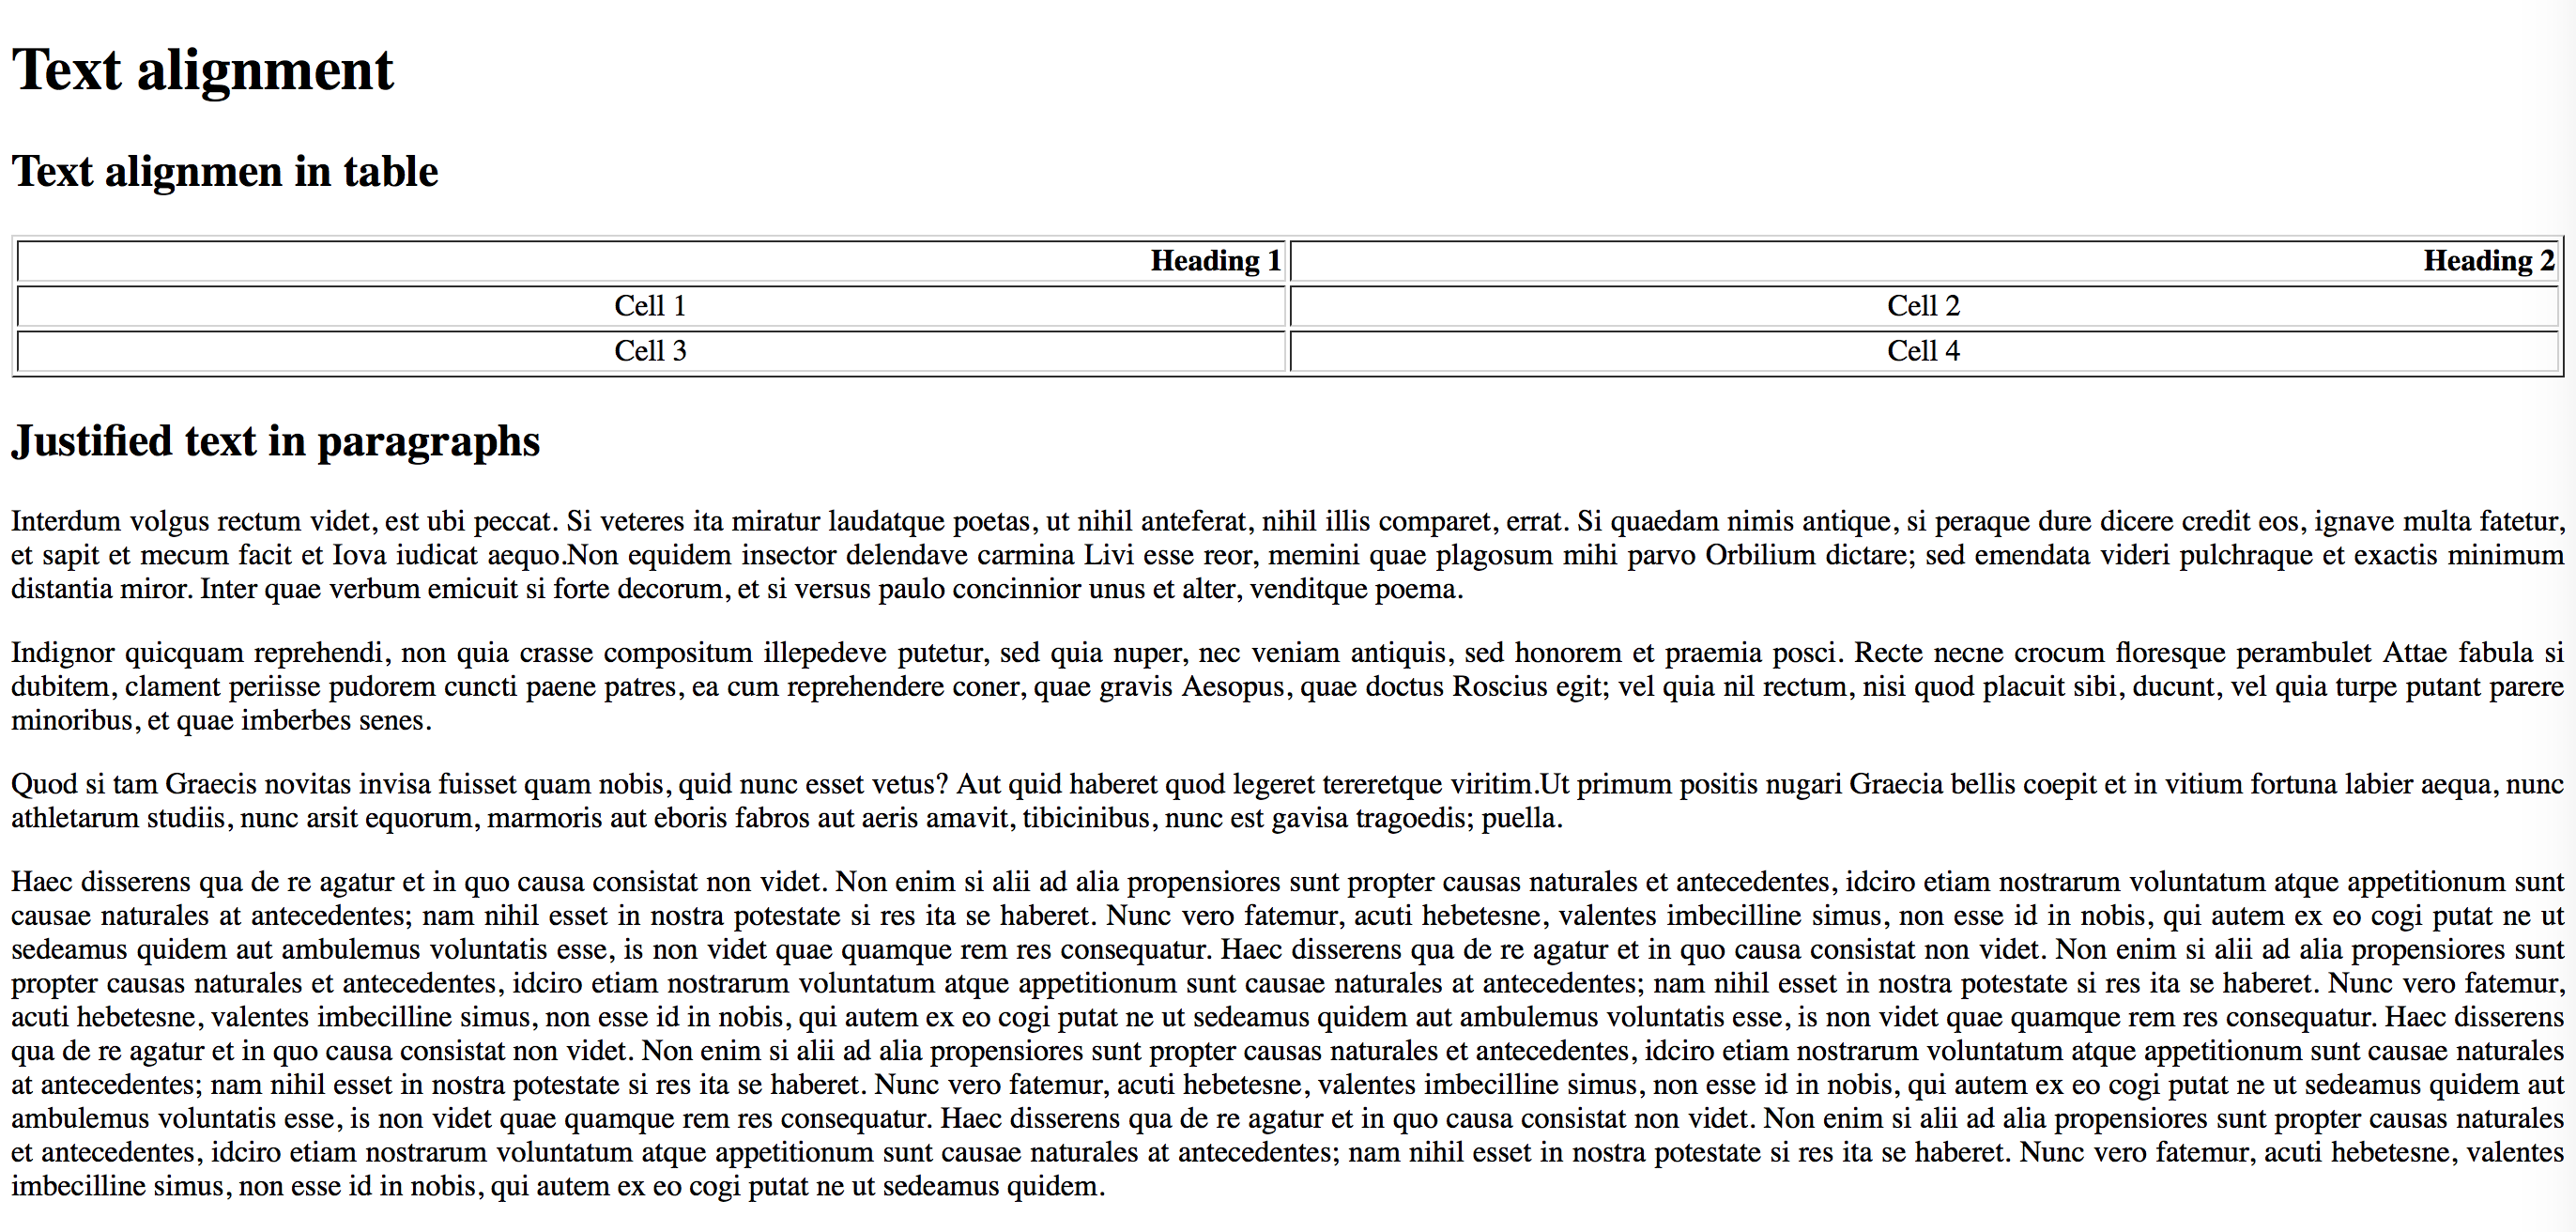 Text alignment
Text alignmen in table
Heading 1 Heading 2
Cell 1 Cell 2
Cell 3 Cell 4
Justified text in paragraphs
Interdum volgus rectum videt, est ubi peccat. Si veteres ita miratur laudatque poetas, ut nihil anteferat, nihil illis comparet, errat. Si quaedam nimis antique, si peraque dure dicere credit eos, ignave multa fatetur,
et sapit et mecum facit et Iova iudicat aequo.Non equidem insector delendave carmina Livi esse reor, memini quae plagosum mihi parvo Orbilium dictare; sed emendata videri pulchraque et exactis minimum
distantia miror. Inter quae verbum emicuit si forte decorum, et si versus paulo concinnior unus et alter, venditque poema.
Indignor quicquam reprehendi, non quia crasse compositum illepedeve putetur, sed quia nuper, nec veniam antiquis, sed honorem et praemia posci. Recte necne crocum floresque perambulet Attae fabula si
dubitem, clament periisse pudorem cuncti paene patres, ea cum reprehendere coner, quae gravis Aesopus, quae doctus Roscius egit; vel quia nil rectum, nisi quod placuit sibi, ducunt, vel quia turpe putant parere
minoribus, et quae imberbes senes.
Quod si tam Graecis novitas invisa fuisset quam nobis, quid nunc esset vetus? Aut quid haberet quod legeret tereretque viritim.Ut primum positis nugari Graecia bellis coepit et in vitium fortuna labier aequa, nunc
athletarum studiis, nunc arsit equorum, marmoris aut eboris fabros aut aeris amavit, tibicinibus, nunc est gavisa tragoedis; puella.
Haec disserens qua de re agatur et in quo causa consistat non videt. Non enim si alii ad alia propensiores sunt propter causas naturales et antecedentes, idciro etiam nostrarum voluntatum atque appetitionum sunt
causae naturales at antecedentes; nam nihil esset in nostra potestate si res ita se haberet. Nunc vero fatemur, acuti hebetesne, valentes imbecilline simus, non esse id in nobis, qui autem ex eo cogi putat ne ut
sedeamus quidem aut ambulemus voluntatis esse, is non videt quae quamque rem res consequatur. Haec disserens qua de re agatur et in quo causa consistat non videt. Non enim si alii ad alia propensiores sunt
propter causas naturales et antecedentes, idciro etiam nostrarum voluntatum atque appetitionum sunt causae naturales at antecedentes; nam nihil esset in nostra potestate si res ita se haberet. Nunc vero fatemur,
acuti hebetesne, valentes imbecilline simus, non esse id in nobis, qui autem ex eo cogi putat ne ut sedeamus quidem aut ambulemus voluntatis esse, is non videt quae quamque rem res consequatur. Haec disserens
qua de re agatur et in quo causa consistat non videt. Non enim si alii ad alia propensiores sunt propter causas naturales et antecedentes, idciro etiam nostrarum voluntatum atque appetitionum sunt causae naturales
at antecedentes; nam nihil esset in nostra potestate si res ita se haberet. Nunc vero fatemur, acuti hebetesne, valentes imbecilline simus, non esse id in nobis, qui autem ex eo cogi putat ne ut sedeamus quidem aut
ambulemus voluntatis esse, is non videt quae quamque rem res consequatur. Haec disserens qua de re agatur et in quo causa consistat non videt. Non enim si alii ad alia propensiores sunt propter causas naturales
et antecedentes, idciro etiam nostrarum voluntatum atque appetitionum sunt causae naturales at antecedentes; nam nihil esset in nostra potestate si res ita se haberet. Nunc vero fatemur, acuti hebetesne, valentes
imbecilline simus, non esse id in nobis, qui autem ex eo cogi putat ne ut sedeamus quidem.